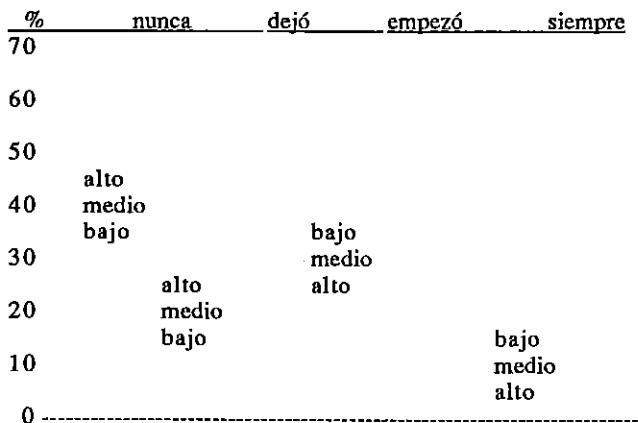 % nunca dejó empezó siempre
70
60
50
alto
40 medio
bajo bajo
30 medio
alto alto
20 medio
bajo bajo
10 medio
alto
0